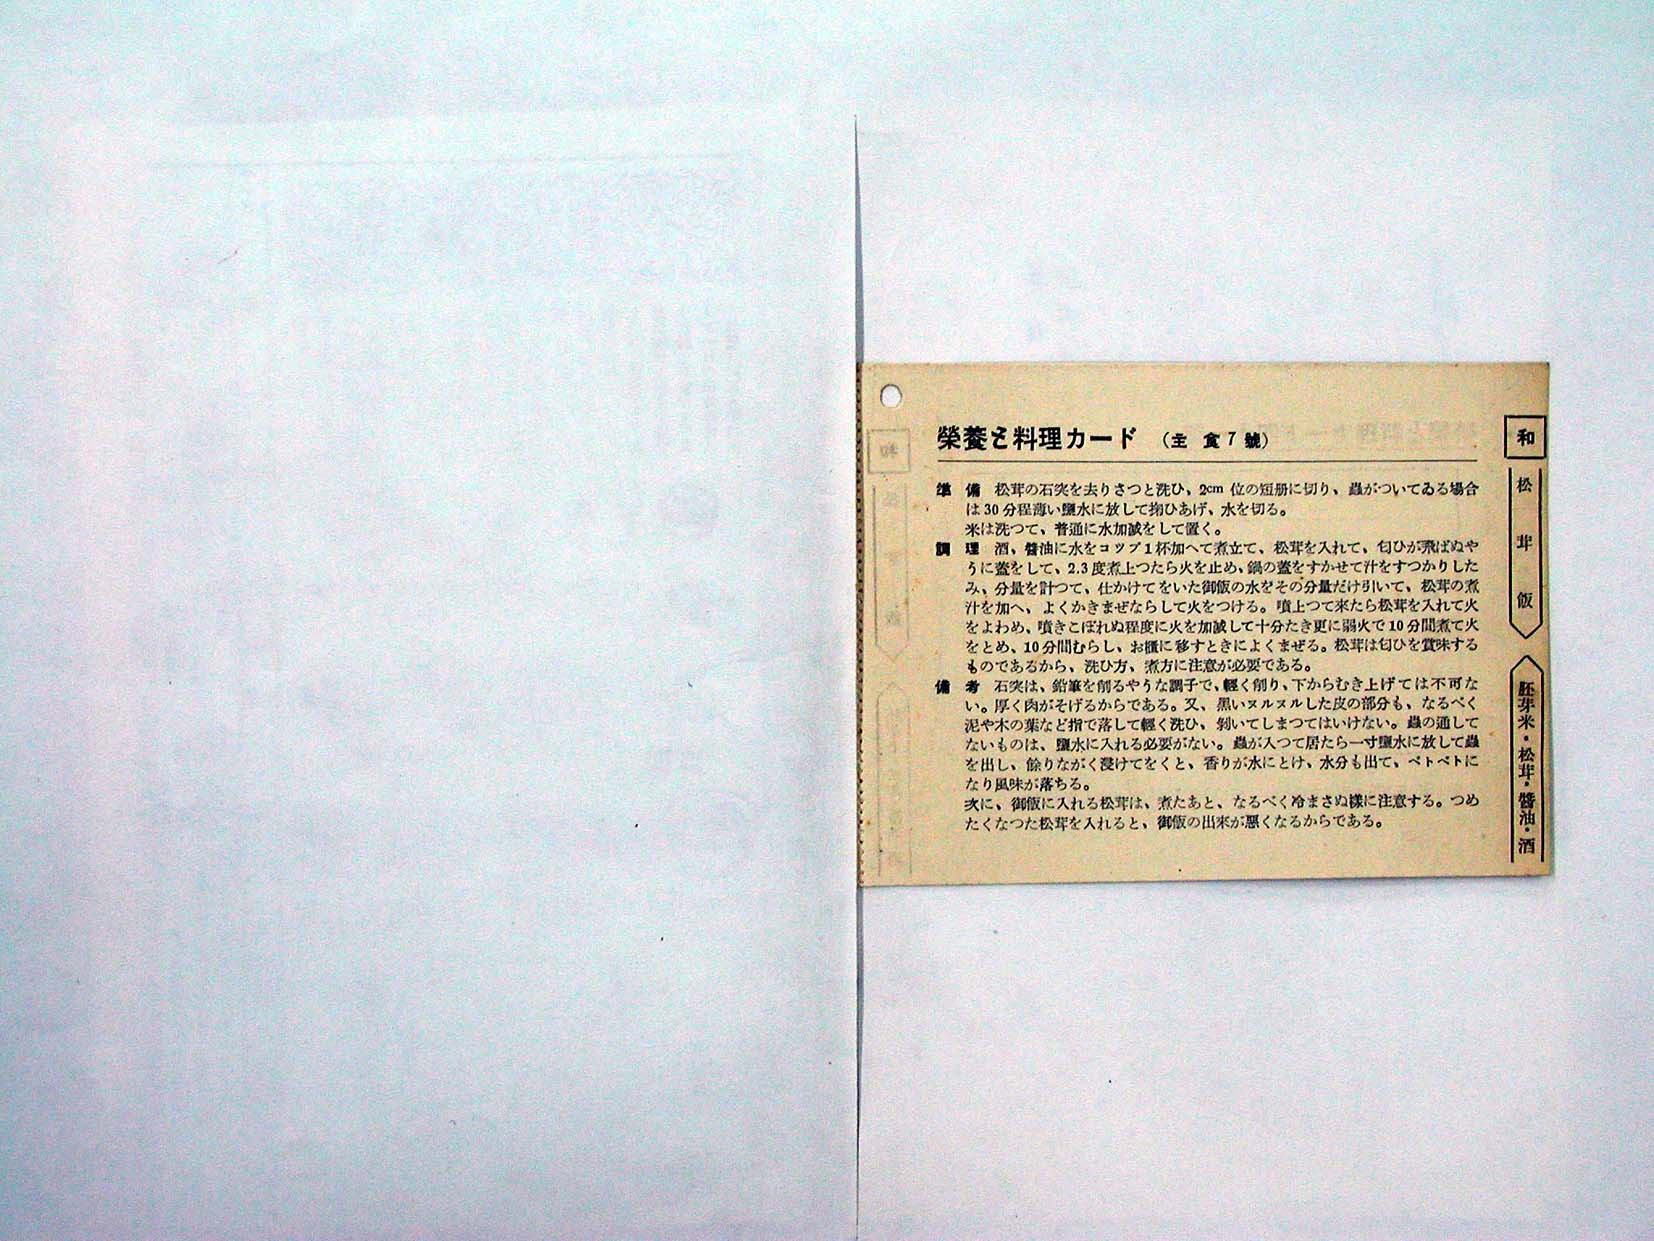 榮養と料理カード （主 食 7 號）
準 備 松茸の石突を去りさつと洗ひ、2cm 位の短册に切り、蟲がついてゐる場合
は30分程薄い鹽水に放して掬ひあげ、水を切る。
米は洗つて、普通に水加減をして置く。
調 理 酒、醬油に水をコツプ1杯加へて煮立て、松茸を入れて、匂ひが飛ばぬや
うに蓋をして、2.3度煮上つたら火を止め、鍋の蓋をすかせて汁をすつかりした
み、分量を計つて、仕かけてをいた御飯の水をその分量だけ引いて、松茸の煮
汁を加へ、よくかきまぜならして火をつける。噴上つて來たら松茸を入れて火
をよわめ、噴きこぼれぬ程度に火を加減して十分たき更に弱火で10分間煮て火
をとめ、10分間むらし、お櫃に移すときによくまぜる。松茸は匂ひを賞味する
ものであるから、洗ひ方、煮方に注意が必要である。
備 考 石突は、鉛筆を削るやうな調子で、輕く削り、下からむき上げては不可な
い。厚く肉がそげるからである。又、黒いヌルヌルした皮の部分も、なるべく
泥や木の葉など指で落して輕く洗ひ、剝いてしまつてはいけない。蟲の通して
ないものは、鹽水に入れる必要がない。蟲が入つて居たら一寸鹽水に放して蟲
を出し、餘りながく浸けてをくと、香りが水にとけ、水分も出て、ベトベトに
なり風味が落ちる。
次に、御飯に入れる松茸は、煮たあと、なるべく冷まさぬ樣に注意する。つめ
たくなつた松茸を入れると、御飯の出來が悪くなるからである。
和
松茸飯
胚芽米・松茸・醬油・酒